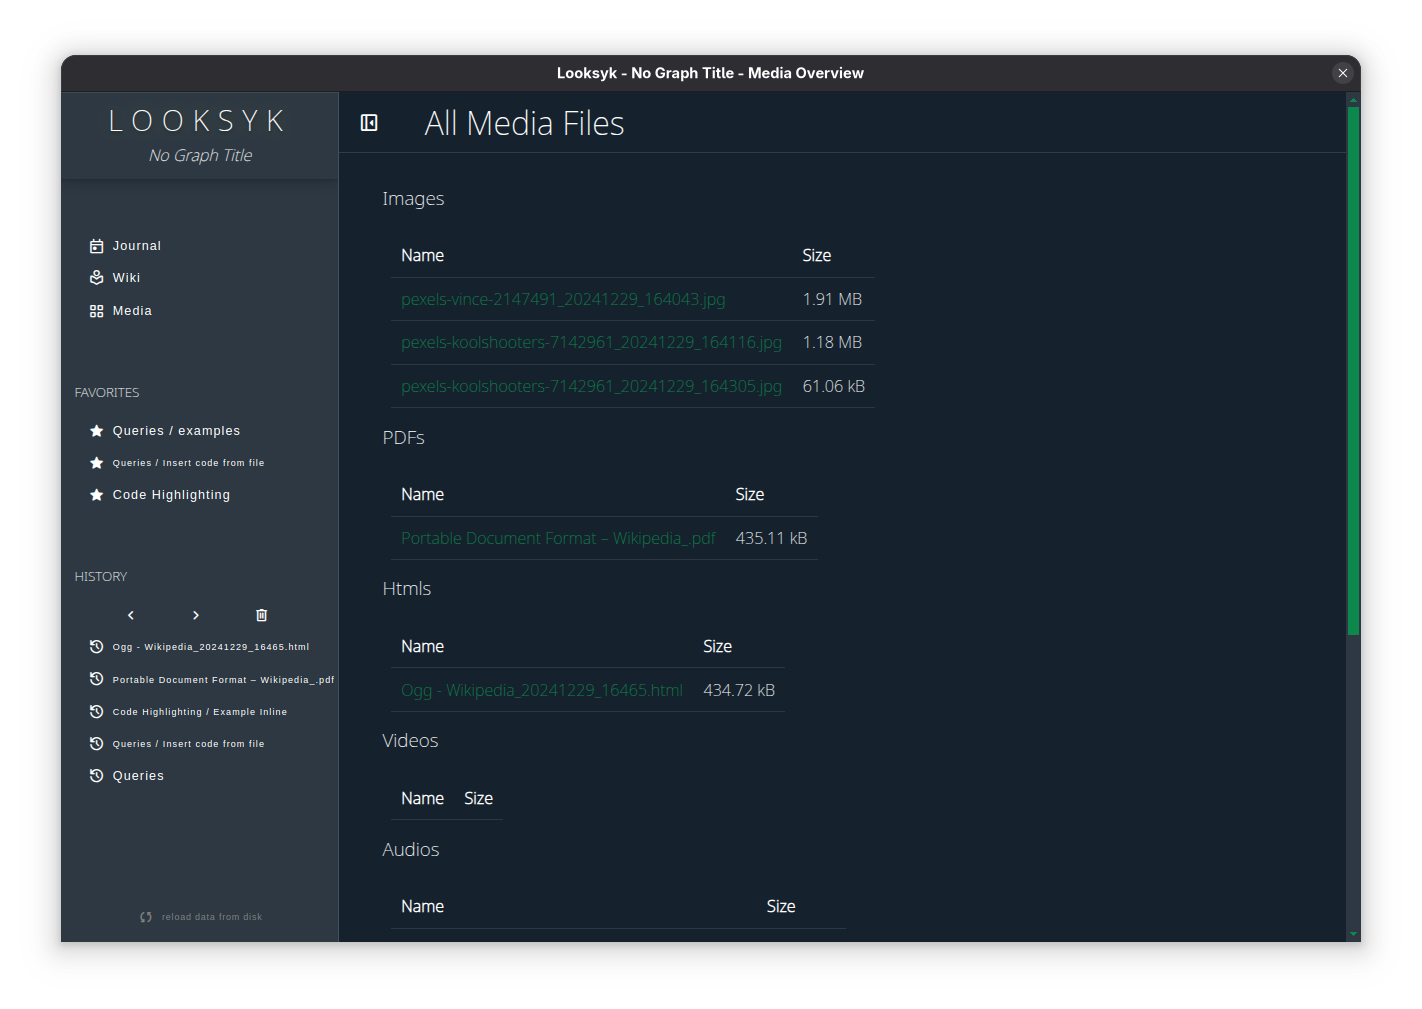 Looksyk - No Graph Title - Media Overview
LOOKSYK
No Graph Title
Journal
Wiki
Media
FAVORITES
Queries / examples
Queries / Insert code from file
Code Highlighting
HISTORY
Ogg - Wikipedia_20241229_16465.html
Portable Document Format – Wikipedia_.pdf
Code Highlighting / Example Inline
Queries / Insert code from file
Queries
reload data from disk
All Media Files
Images
Name Size
pexels-vince-2147491_20241229_164043.jpg 1.91 MB
pexels-koolshooters-7142961_20241229_164116.jpg 1.18 MB
pexels-koolshooters-7142961_20241229_164305.jpg 61.06 kB
PDFs
Name Size
Portable Document Format – Wikipedia_.pdf 435.11 kB
Htmls
Name Size
Ogg - Wikipedia_20241229_16465.html 434.72 kB
Videos
Name Size
Audios
Name Size